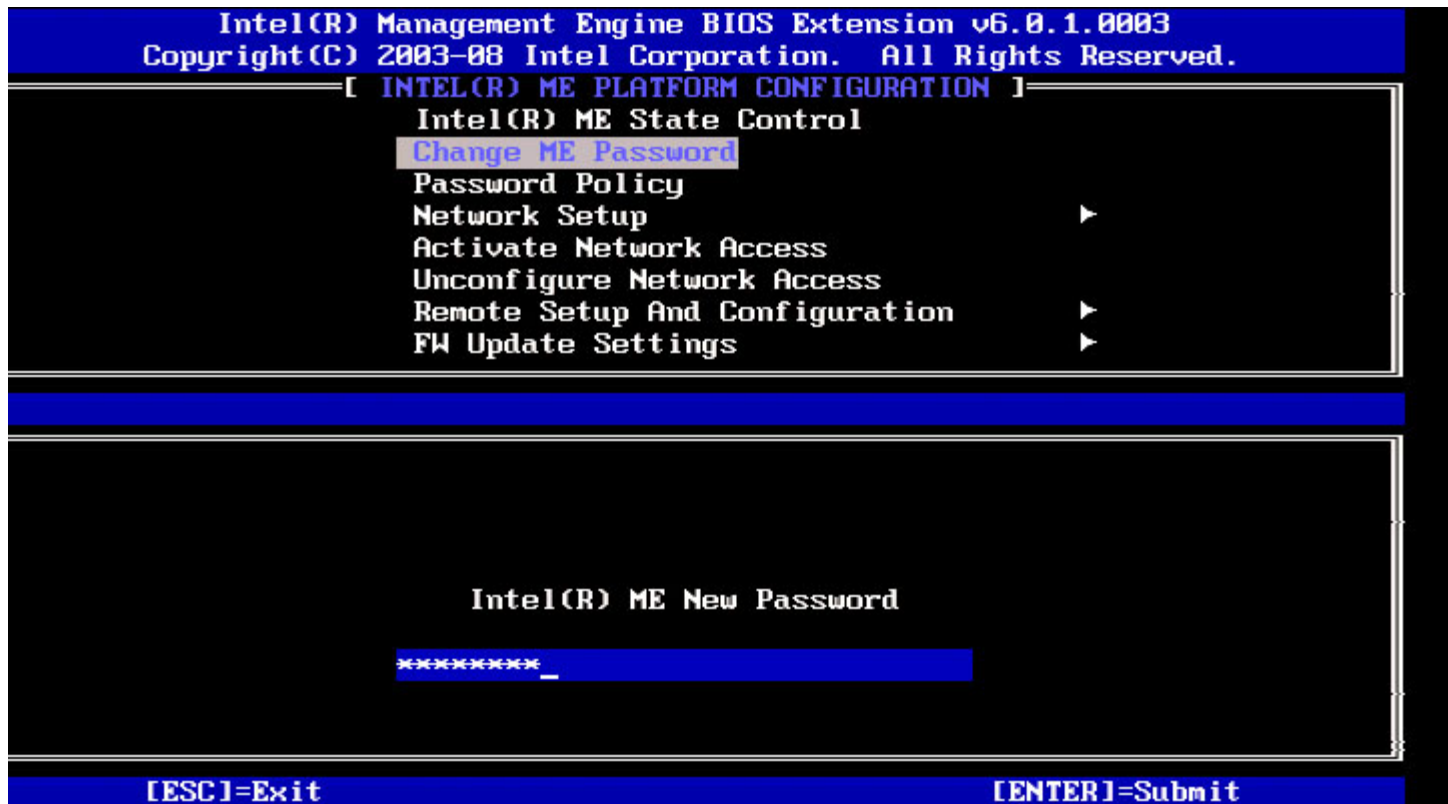 Intel(R) Management Engine BIOS Extension v6.0.1.0003
Copyright(C) 2003-08 Intel Corporation. All Rights Reserved.
[ INTEL(R) ME PLATFORM CONFIGURATION ]
Intel(R) ME State Control
Change ME Password
Password Policy
Network Setup ►
Activate Network Access
Unconfigure Network Access
Remote Setup And Configuration ►
FW Update Settings ►
Intel(R) ME New Password
********_
[ESC]=Exit [ENTER]=Submit